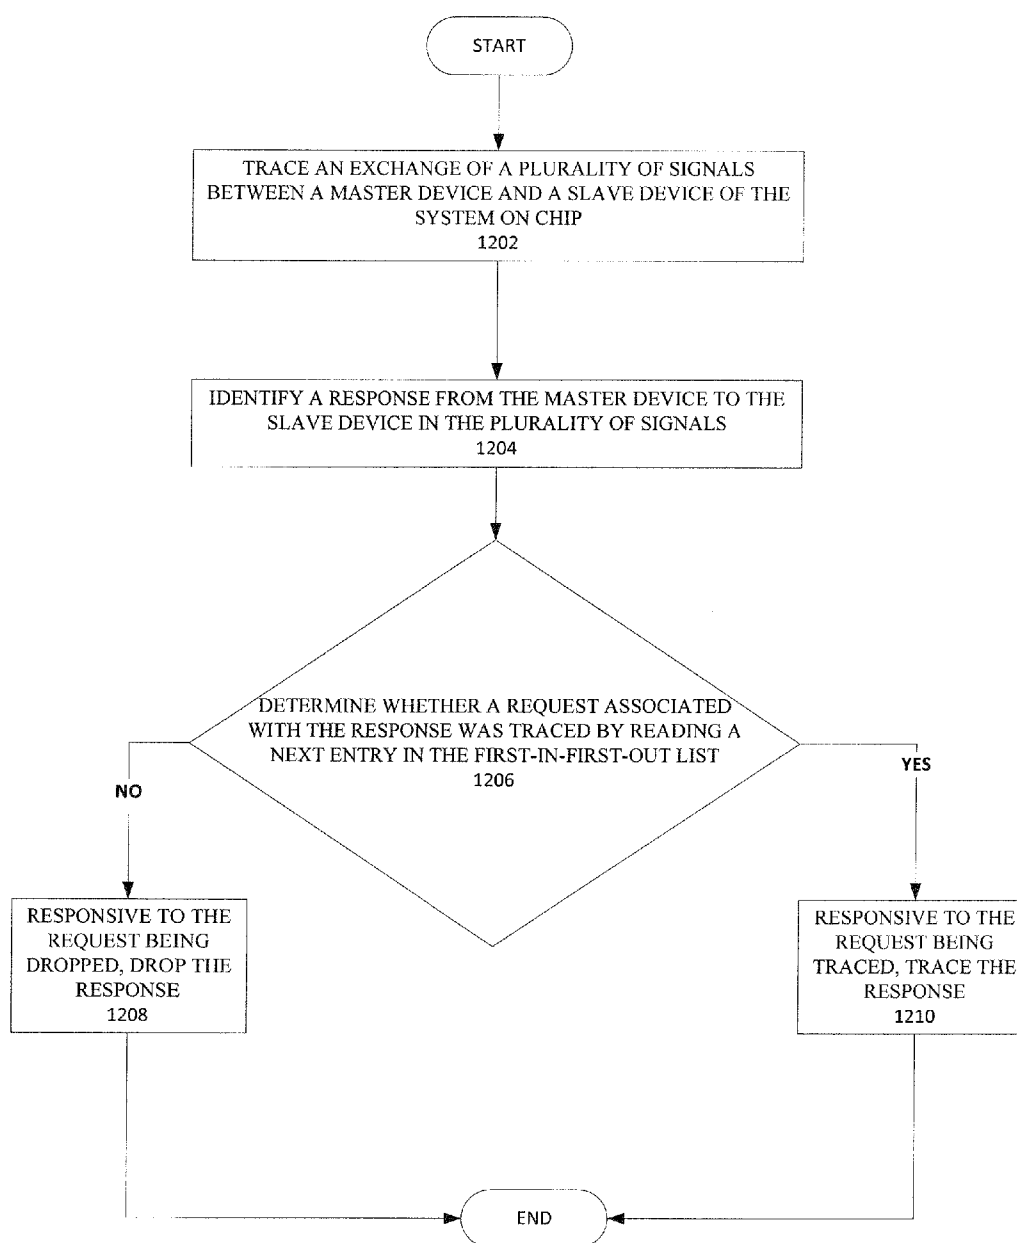 START
TRACE AN EXCHANGE OF A PLURALITY OF SIGNALS
BETWEEN A MASTER DEVICE AND A SLAVE DEVICE OF THE
SYSTEM ON CHIP
1202
IDENTIFY A RESPONSE FROM THE MASTER DEVICE TO THE
SLAVE DEVICE IN THE PLURALITY OF SIGNALS
1204
DETERMINE WHETHER A REQUEST ASSOCIATED
WITH THE RESPONSE WAS TRACED BY READING A
NEXT ENTRY IN THE FIRST-IN-FIRST-OUT LIST
1206
NO
YES
RESPONSIVE TO THE
REQUEST BEING
DROPPED, DROP THE
RESPONSE
1208
RESPONSIVE TO THE
REQUEST BEING
TRACED, TRACE THE
RESPONSE
1210
END